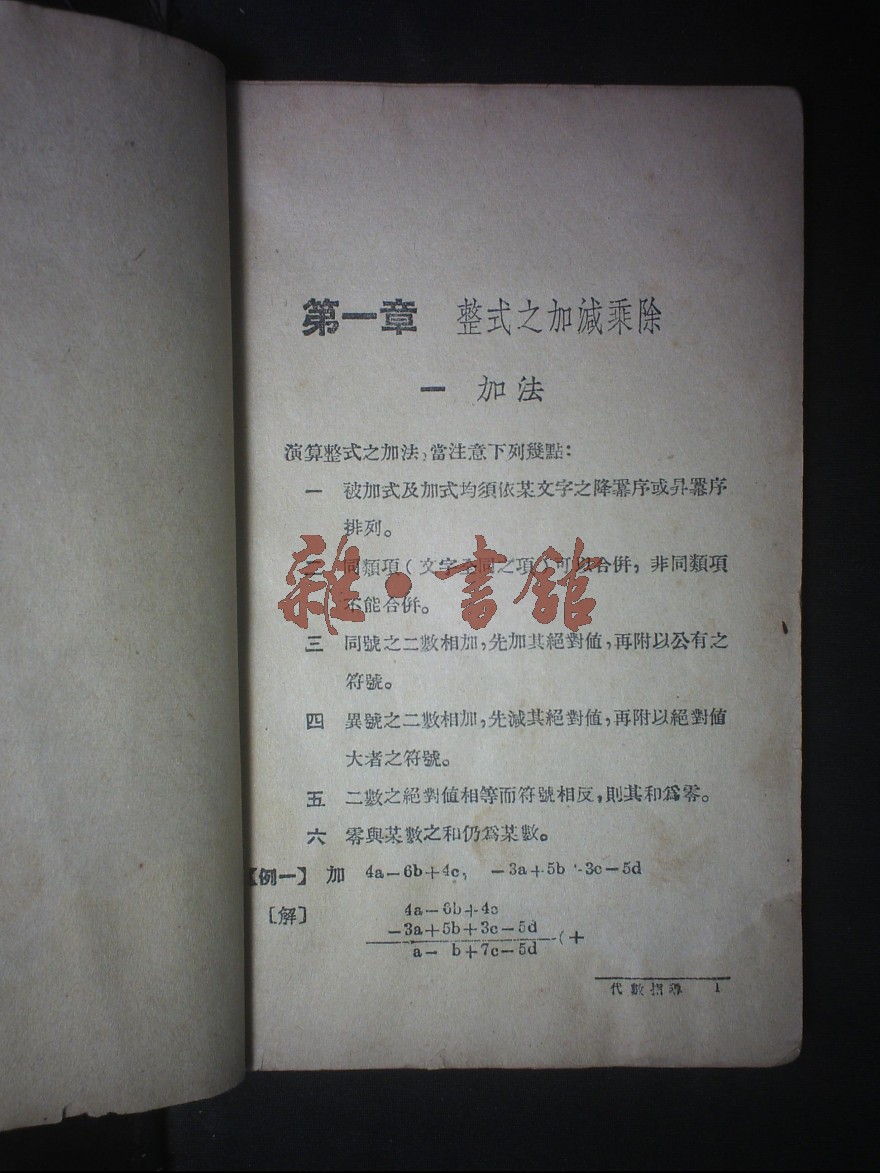 第一章 整式之加減乘除
一 加法
演算整式之加法,當注意下列幾點:
一 被加式及加式均須依某文字之降冪序或昇冪序
排列。
二 同類項(文字全同之項)可以合併,非同類項
不能合併。
雜·書館
三 同號之二數相加,先加其絕對值,再附以公有之
符號。
四 異號之二數相加,先減其絕對值,再附以絕對值
大者之符號。
五 二數之絕對值相等而符號相反,則其和爲零。
六 零與某數之和仍爲某數。
【例一】 加 4a-6b+4c, -3a+5b+3c-5d
[解] 4a-6b+4c
-3a+5b+3c-5d (+
a- b+7c-5d
代數指導 1